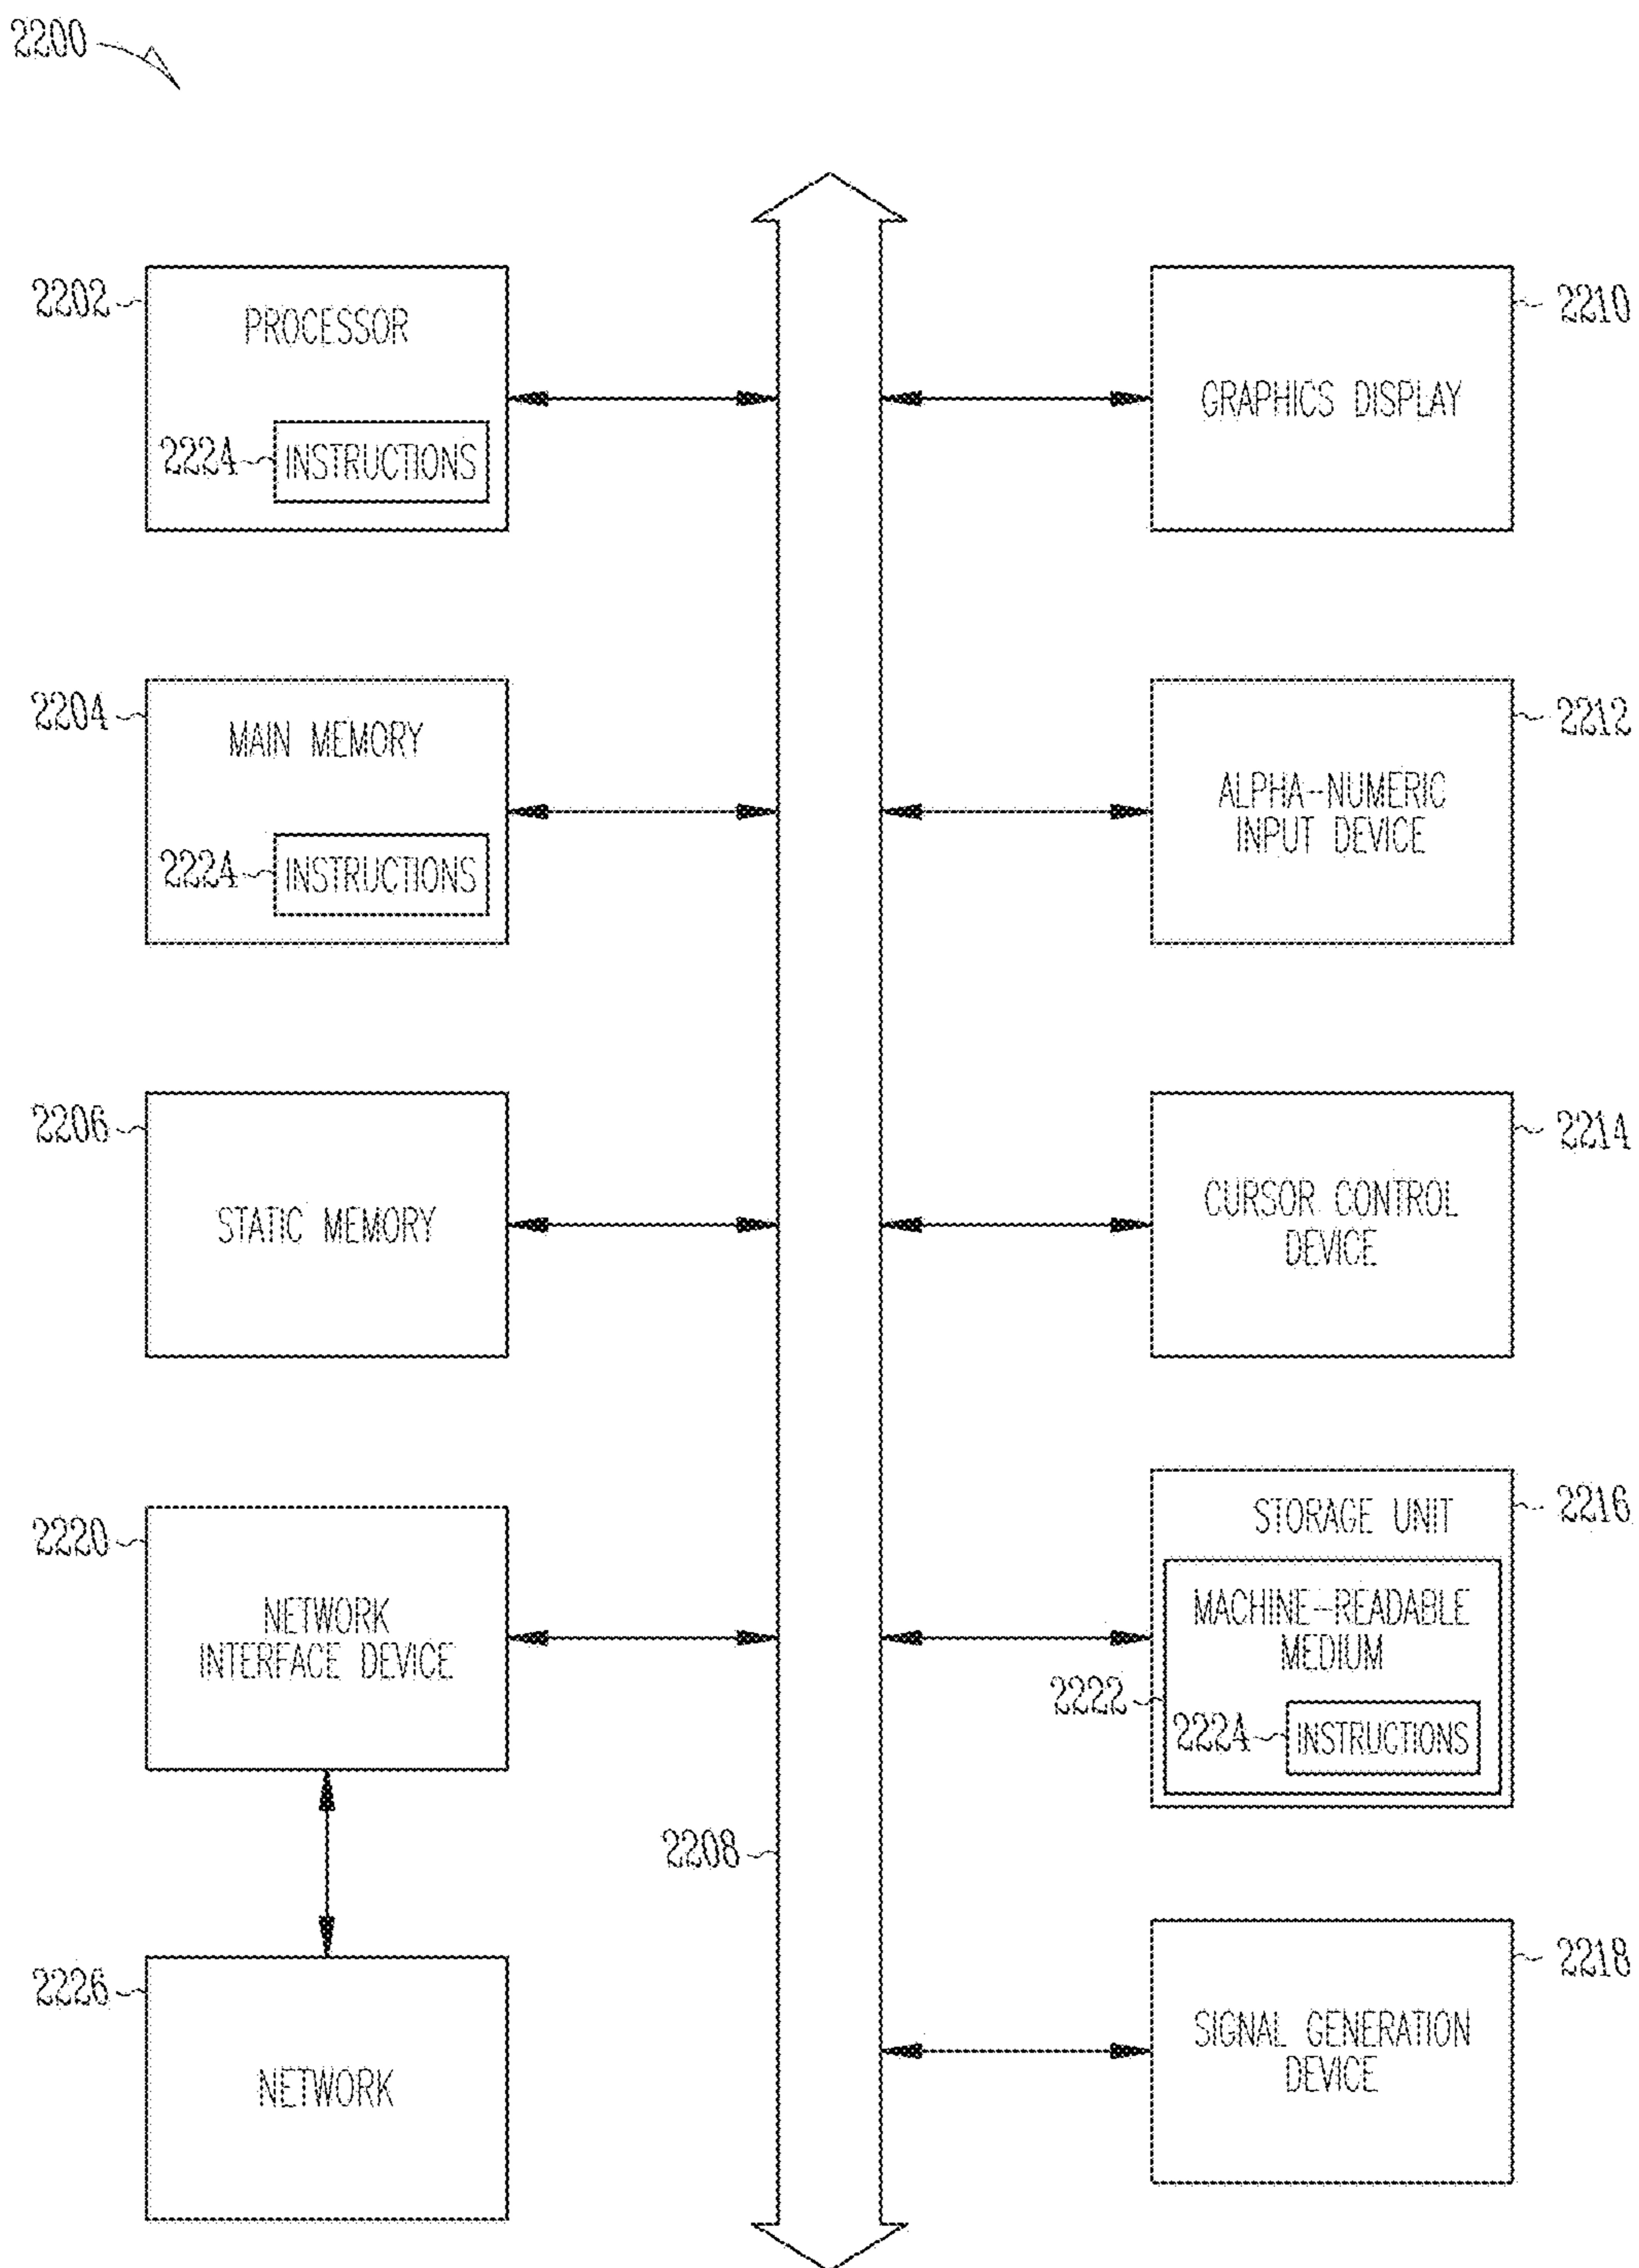 2200
2202
PROCESSOR
2224
INSTRUCTIONS
2204
MAIN MEMORY
2224
INSTRUCTIONS
2206
STATIC MEMORY
2220
NETWORK
INTERFACE DEVICE
2208
2226
NETWORK
2210
GRAPHICS DISPLAY
2212
ALPHA-NUMERIC
INPUT DEVICE
2214
CURSOR CONTROL
DEVICE
2216
STORAGE UNIT
MACHINE-READABLE
MEDIUM
2222
2224
INSTRUCTIONS
2218
SIGNAL GENERATION
DEVICE